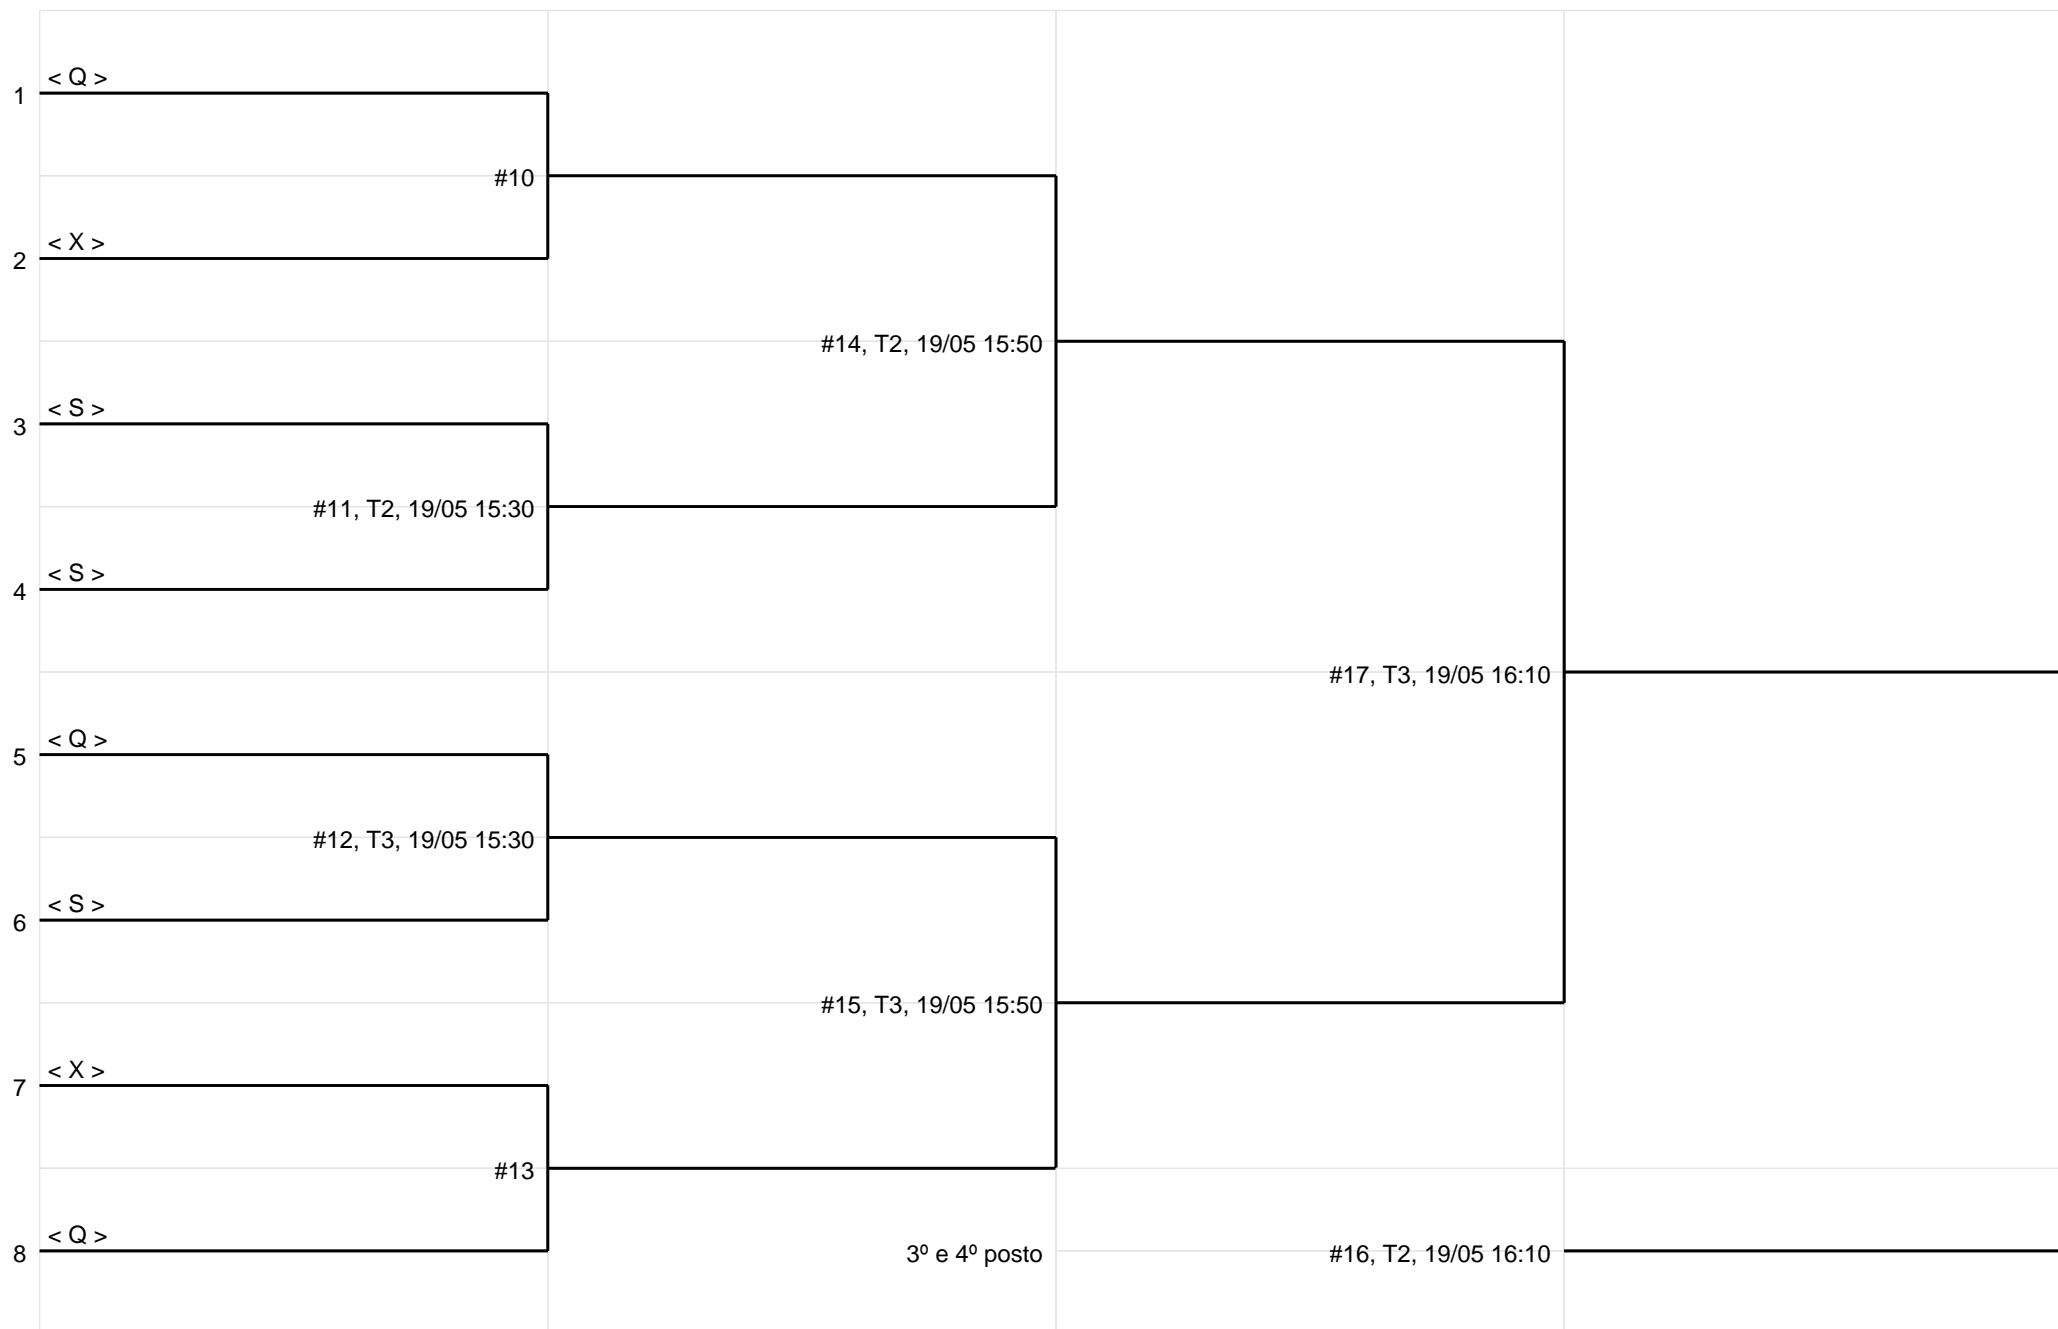 < Q >
1
#10
< X >
2
#14, T2, 19/05 15:50
< S >
3
#11, T2, 19/05 15:30
< S >
4
#17, T3, 19/05 16:10
< Q >
5
#12, T3, 19/05 15:30
< S >
6
#15, T3, 19/05 15:50
< X >
7
#13
< Q >
8
3º e 4º posto
#16, T2, 19/05 16:10